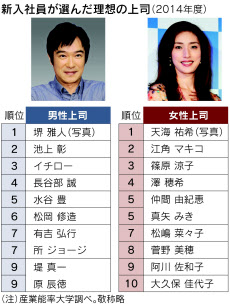 新入社員が選んだ理想の上司(2014年度)
順位 男性上司 順位 女性上司
1 堺 雅人(写真) 1 天海 祐希(写真)
2 池上 彰 2 江角 マキコ
3 イチロー 3 篠原 涼子
4 長谷部 誠 4 澤 穂希
5 水谷 豊 5 仲間 由紀恵
6 松岡 修造 5 真矢 みき
7 有吉 弘行 7 松嶋 菜々子
7 所 ジョージ 8 菅野 美穂
9 堤 真一 9 阿川 佐和子
9 原 辰徳 10 大久保 佳代子
(注)産業能率大学調べ。敬称略